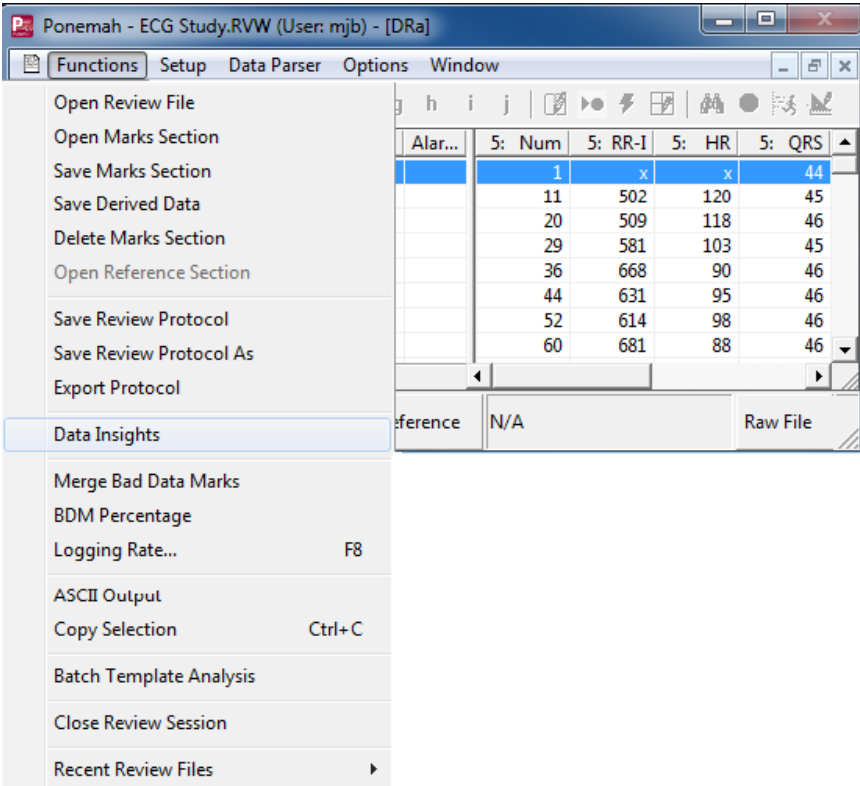 Ponemah - ECG Study.RVW (User: mjb) - [DRa]
Functions Setup Data Parser Options Window
Open Review File
Open Marks Section
Save Marks Section
Save Derived Data
Delete Marks Section
Open Reference Section
Save Review Protocol
Save Review Protocol As
Export Protocol
Data Insights
Merge Bad Data Marks
BDM Percentage
Logging Rate... F8
ASCII Output
Copy Selection Ctrl+C
Batch Template Analysis
Close Review Session
Recent Review Files
h i j
Alar... 5: Num 5: RR-I 5: HR 5: QRS
1 x x 44
11 502 120 45
20 509 118 46
29 581 103 45
36 668 90 46
44 631 95 46
52 614 98 46
60 681 88 46
N/A Raw File